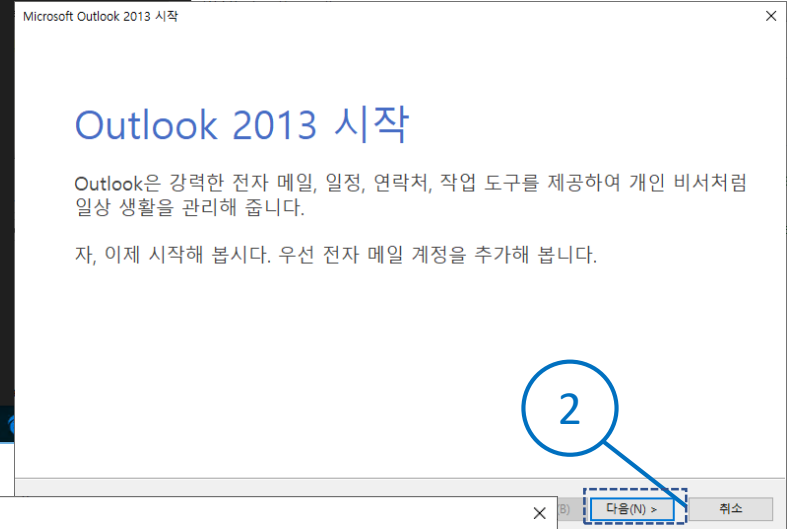 Microsoft Outlook 2013 시작
Outlook 2013 시작
Outlook은 강력한 전자 메일, 일정, 연락처, 작업 도구를 제공하여 개인 비서처럼
일상 생활을 관리해 줍니다.
자, 이제 시작해 봅시다. 우선 전자 메일 계정을 추가해 봅니다.
2
(B) 다음(N) > 취소